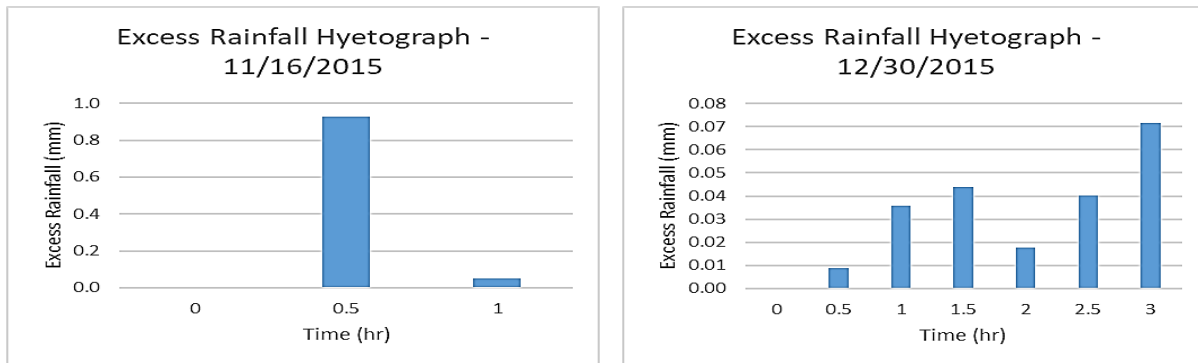 Excess Rainfall Hyetograph -
11/16/2015
Excess Rainfall (mm)
1.0
0.8
0.6
0.4
0.2
0.0
0 0.5 1
Time (hr)
Excess Rainfall Hyetograph -
12/30/2015
Excess Rainfall (mm)
0.08
0.07
0.06
0.05
0.04
0.03
0.02
0.01
0.00
0 0.5 1 1.5 2 2.5 3
Time (hr)